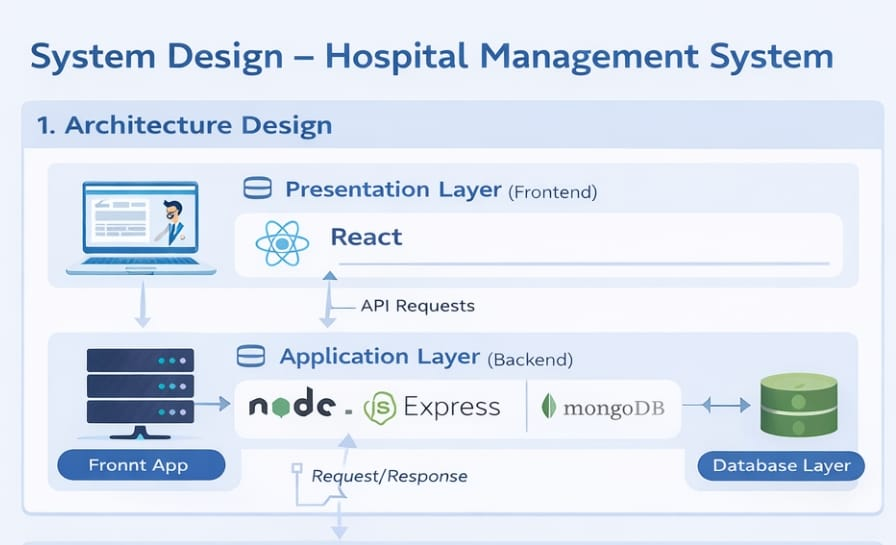 System Design – Hospital Management System
1. Architecture Design
Presentation Layer (Frontend)
React
API Requests
Application Layer (Backend)
node - js Express
mongoDB
Fronnt App
Database Layer
Request/Response